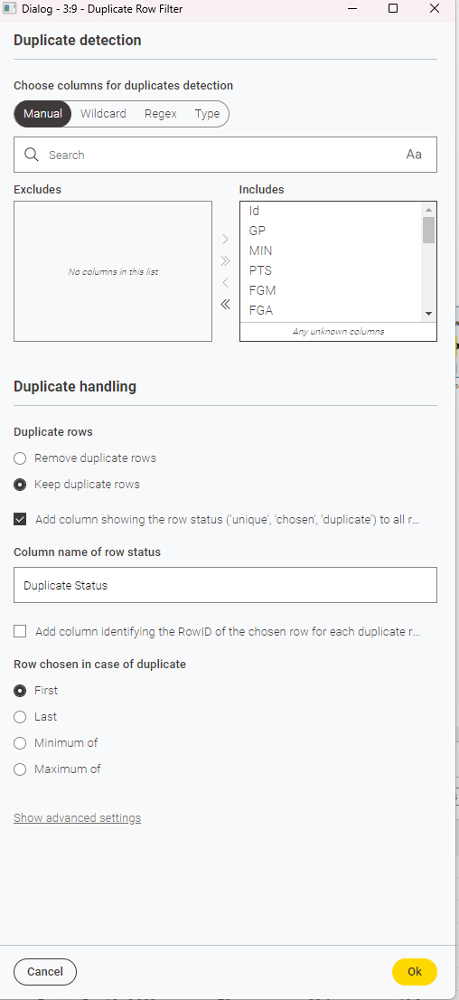 Dialog - 3:9 - Duplicate Row Filter
Duplicate detection
Choose columns for duplicates detection
Manual Wildcard Regex Type
Search Aa
Excludes Includes
No columns in this list
Id
GP
MIN
PTS
FGM
FGA
Any unknown columns
Duplicate handling
Duplicate rows
Remove duplicate rows
Keep duplicate rows
Add column showing the row status ('unique', 'chosen', 'duplicate') to all r...
Column name of row status
Duplicate Status
Add column identifying the RowID of the chosen row for each duplicate r...
Row chosen in case of duplicate
First
Last
Minimum of
Maximum of
Show advanced settings
Cancel Ok